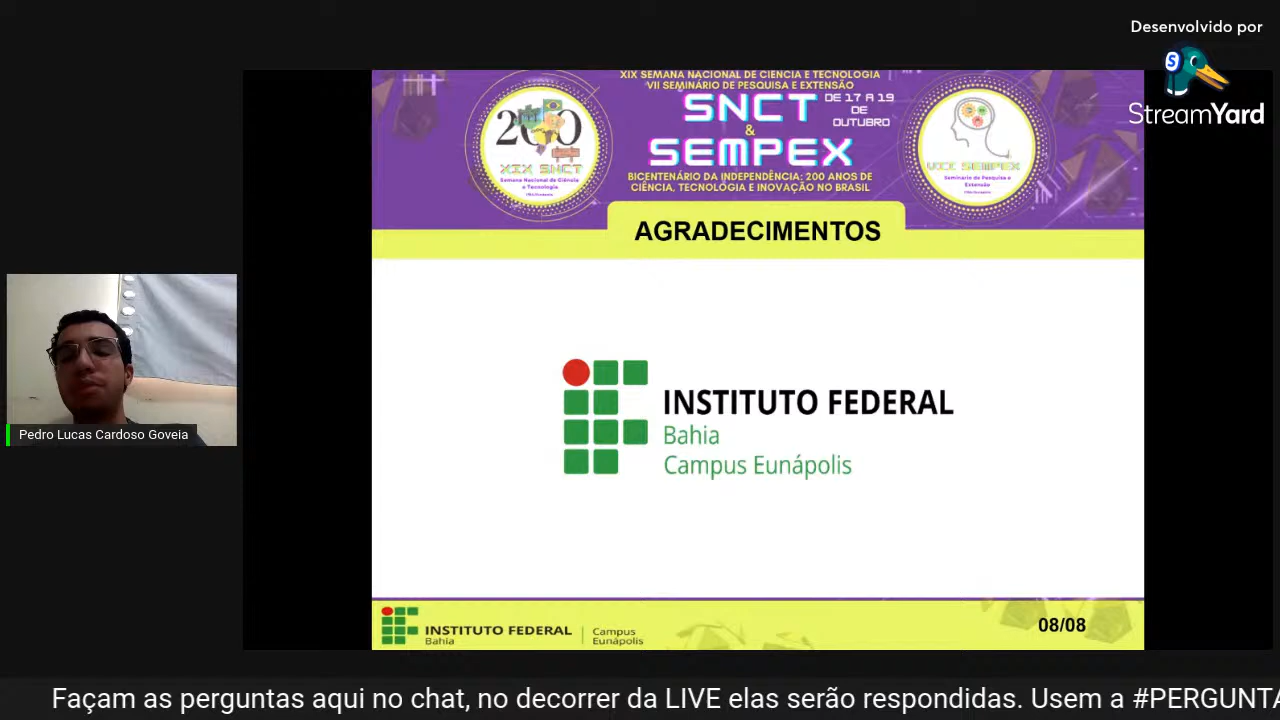 Desenvolvido por
StreamYard
XIX SEMANA NACIONAL DE CIÊNCIA E TECNOLOGIA
VII SEMINÁRIO DE PESQUISA E EXTENSÃO
SNCT
&
SEMPEX
DE 17 A 19
DE
OUTUBRO
BICENTENÁRIO DA INDEPENDÊNCIA: 200 ANOS DE
CIÊNCIA, TECNOLOGIA E INOVAÇÃO NO BRASIL
200
XIX SNCT
Semana Nacional de Ciência
e Tecnologia
VII SEMPEX
Seminário de Pesquisa e
Extensão
AGRADECIMENTOS
INSTITUTO FEDERAL
Bahia
Campus Eunápolis
Pedro Lucas Cardoso Goveia
INSTITUTO FEDERAL
Bahia
Campus
Eunápolis
08/08
Façam as perguntas aqui no chat, no decorrer da LIVE elas serão respondidas. Usem a #PERGUNTA